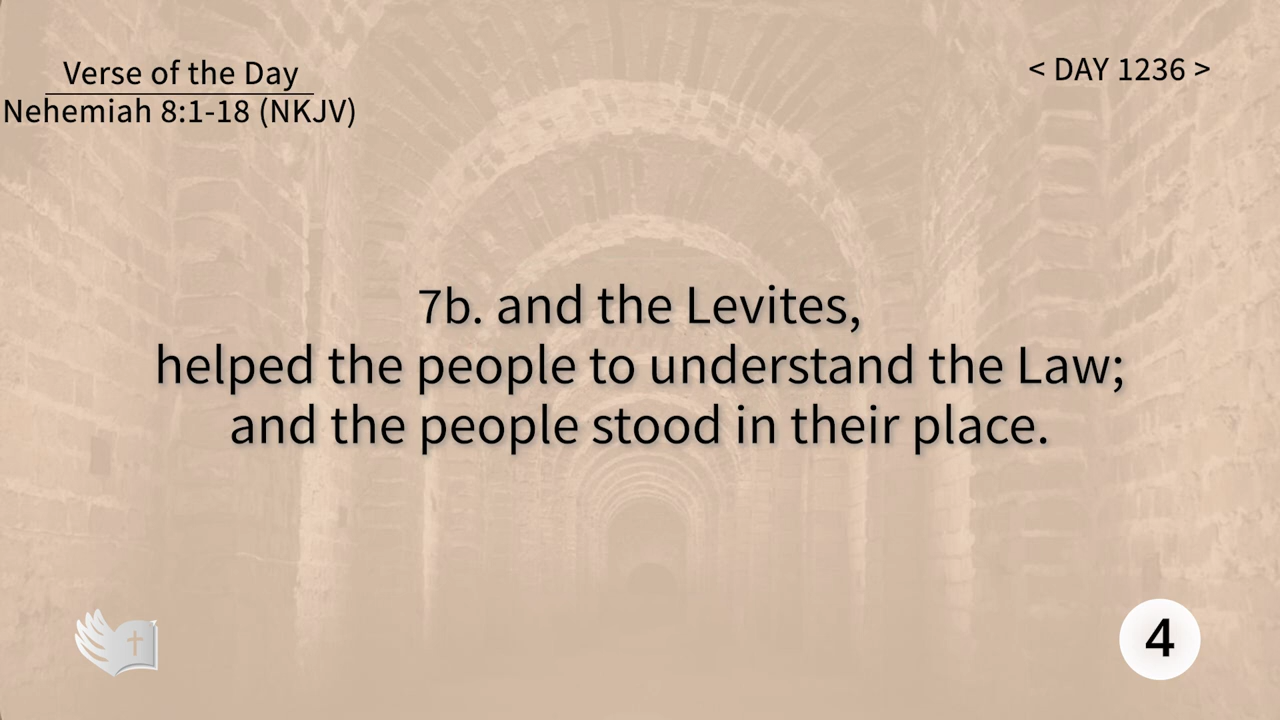 Verse of the Day
Nehemiah 8:1-18 (NKJV)
< DAY 1236 >
7b. and the Levites,
helped the people to understand the Law;
and the people stood in their place.
4